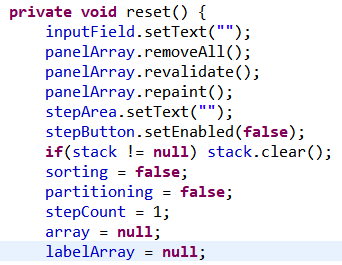 private void reset() {
    inputField.setText("");
    panelArray.removeAll();
    panelArray.revalidate();
    panelArray.repaint();
    stepArea.setText("");
    stepButton.setEnabled(false);
    if(stack != null) stack.clear();
    sorting = false;
    partitioning = false;
    stepCount = 1;
    array = null;
    labelArray = null;